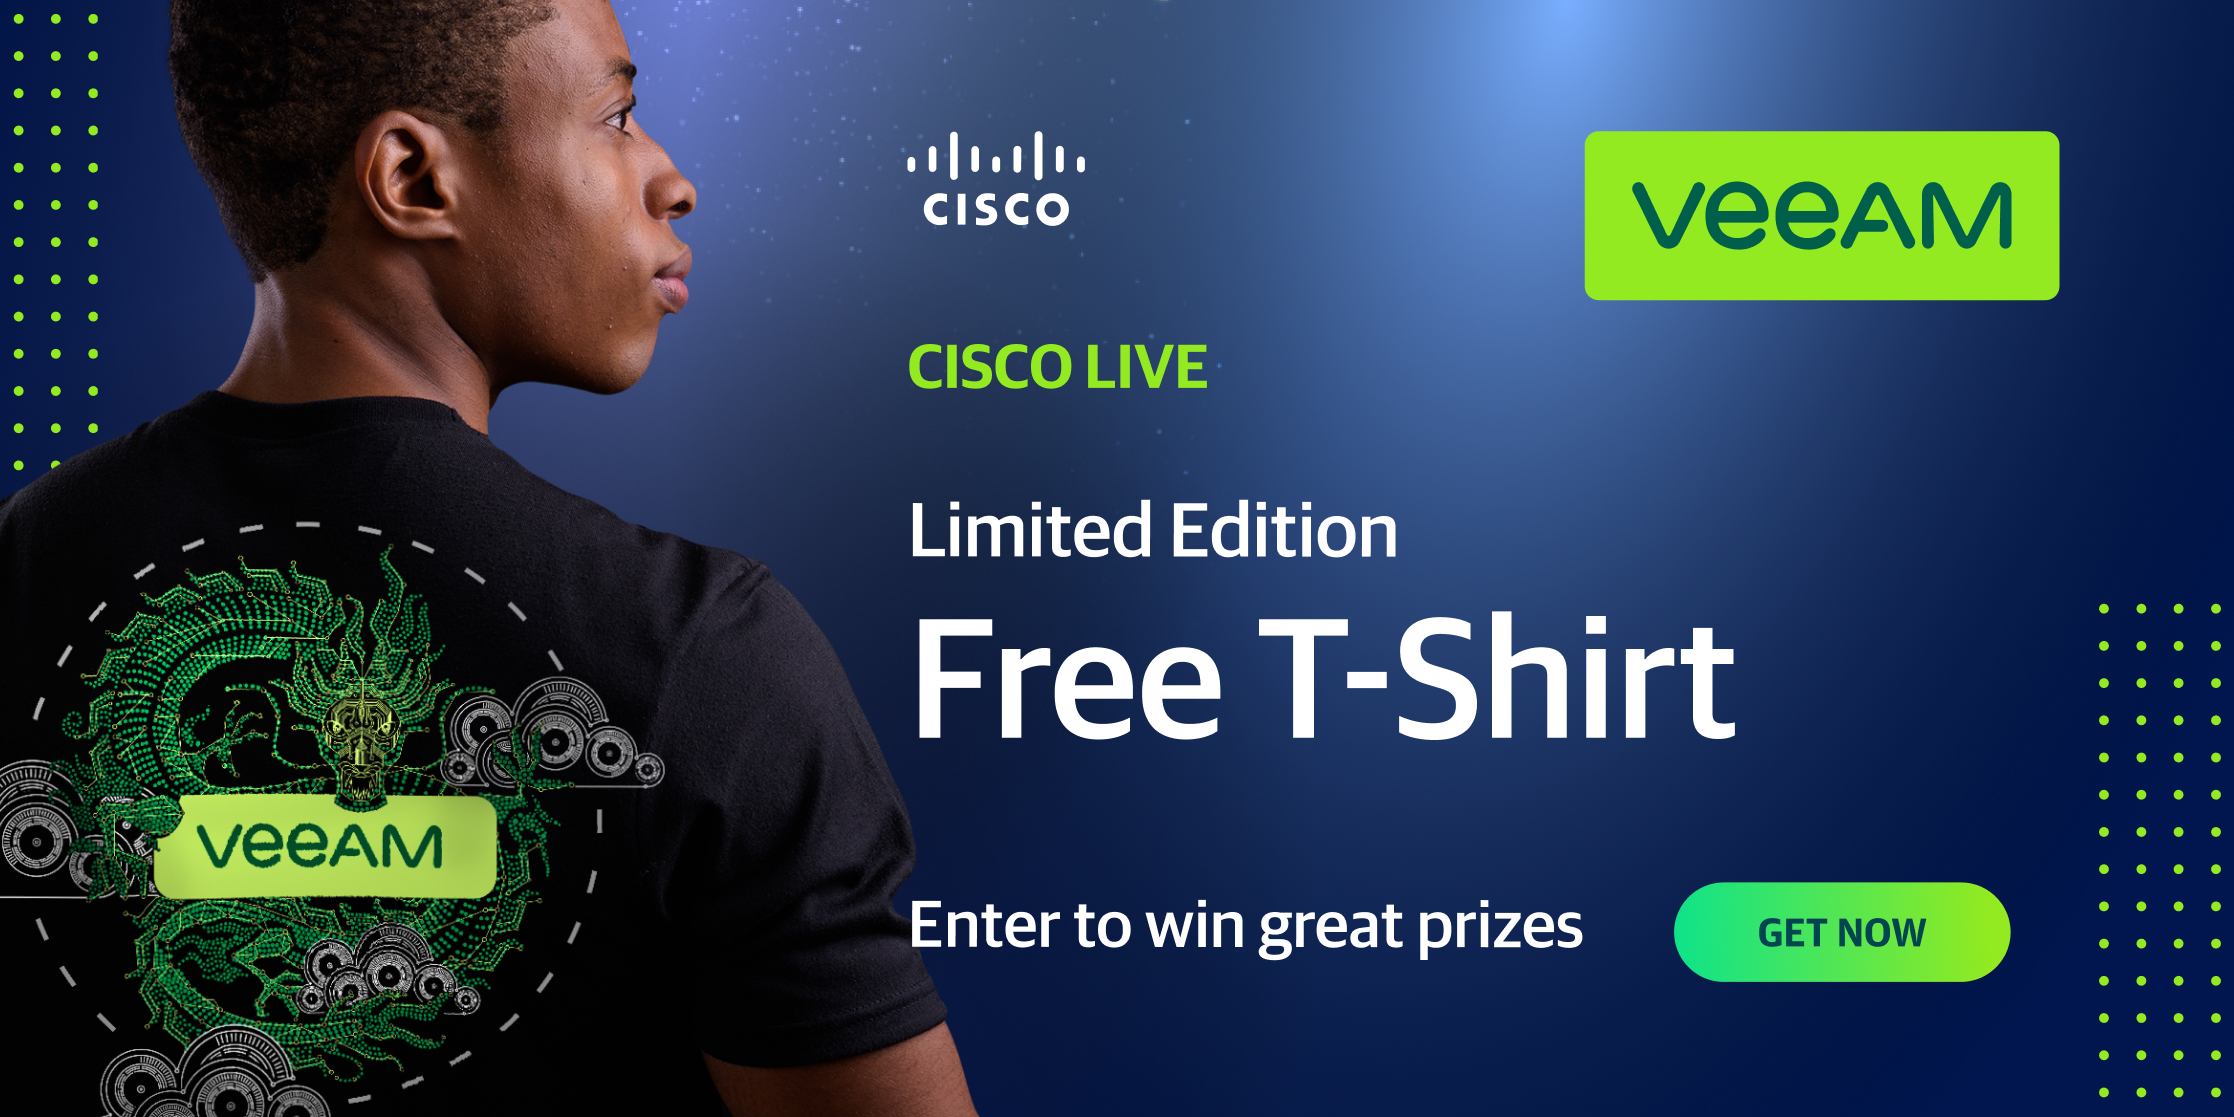 CISCO
VEEAM
CISCO LIVE
Limited Edition
Free T-Shirt
Enter to win great prizes
GET NOW
VEEAM